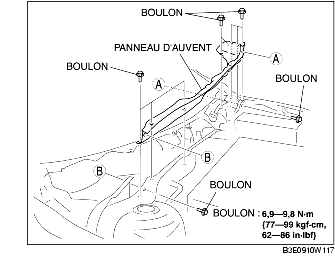 BOULON
PANNEAU D'AUVENT
BOULON
A
A
BOULON
B
B
BOULON
BOULON : 6,9—9,8 N·m
{77—99 kgf·cm,
62—86 in·lbf}
B3E0910W117